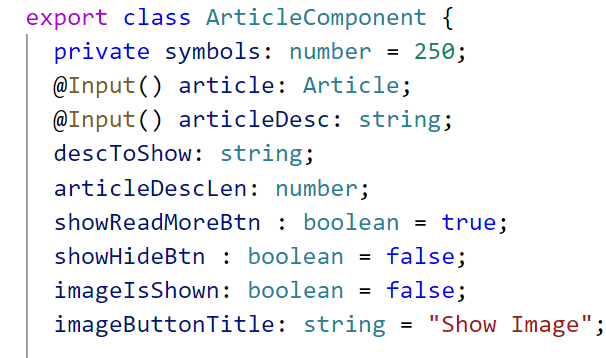 export class ArticleComponent {
private symbols: number = 250;
@Input() article: Article;
@Input() articleDesc: string;
descToShow: string;
articleDescLen: number;
showReadMoreBtn : boolean = true;
showHideBtn : boolean = false;
imageIsShown: boolean = false;
imageButtonTitle: string = "Show Image";